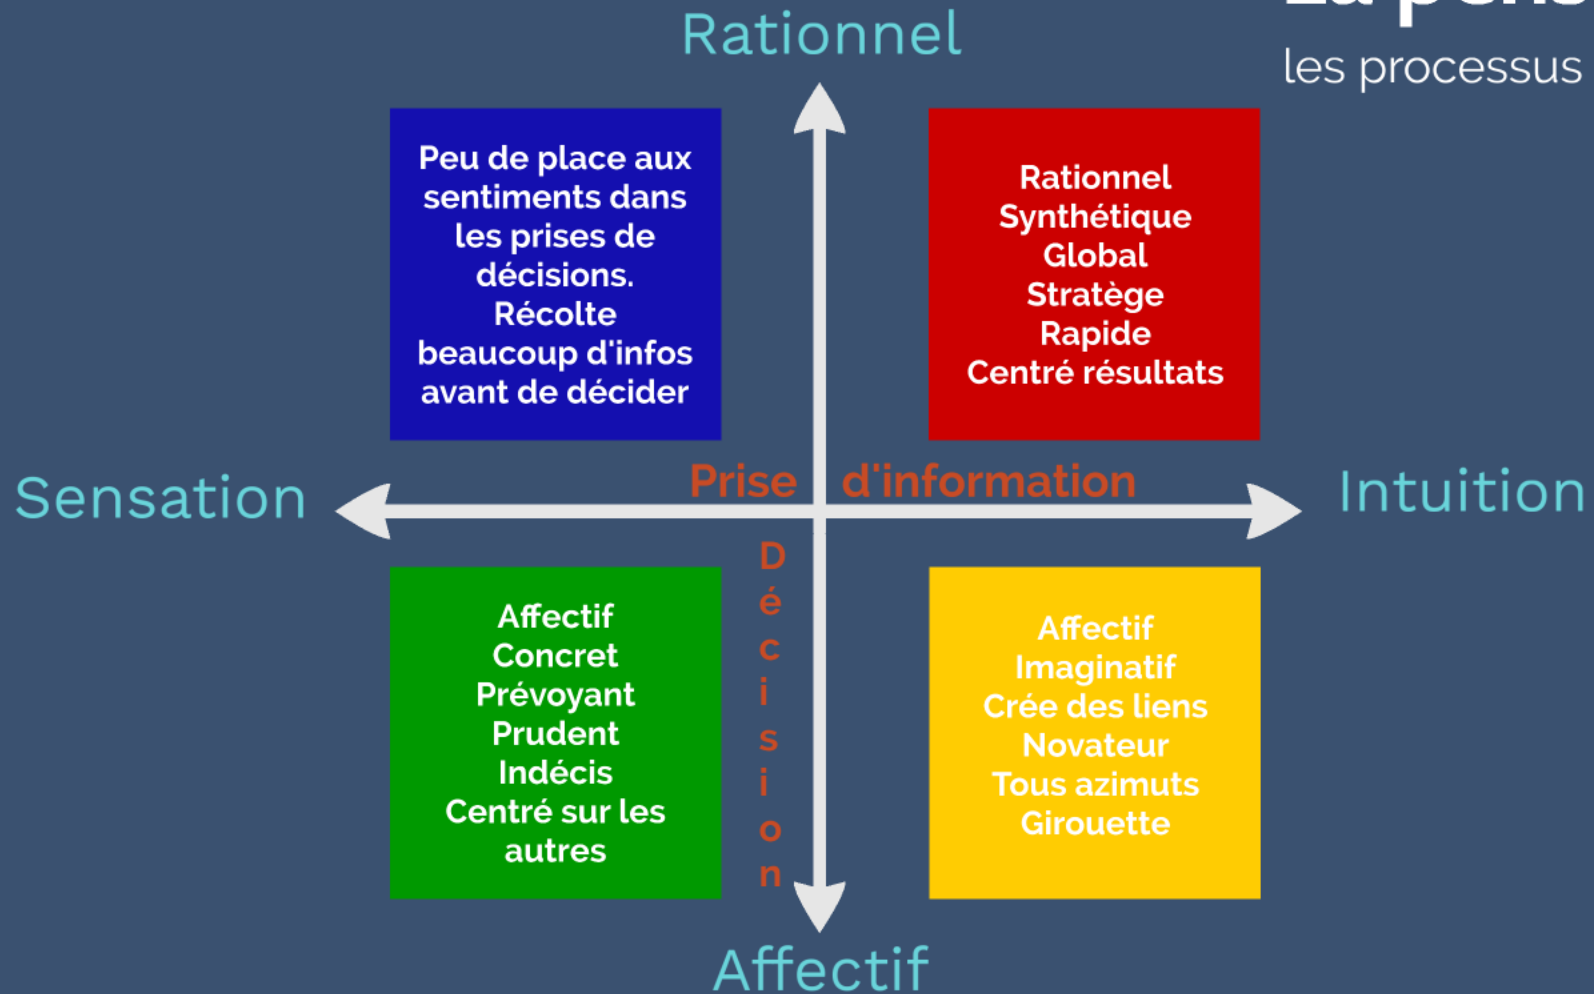 Rationnel
les processus
Peu de place aux
sentiments dans
les prises de
décisions.
Récolte
beaucoup d'infos
avant de décider
Rationnel
Synthétique
Global
Stratège
Rapide
Centré résultats
Prise d'information
Sensation
Intuition
Décision
Affectif
Concret
Prévoyant
Prudent
Indécis
Centré sur les
autres
Affectif
Imaginatif
Crée des liens
Novateur
Tous azimuts
Girouette
Affectif